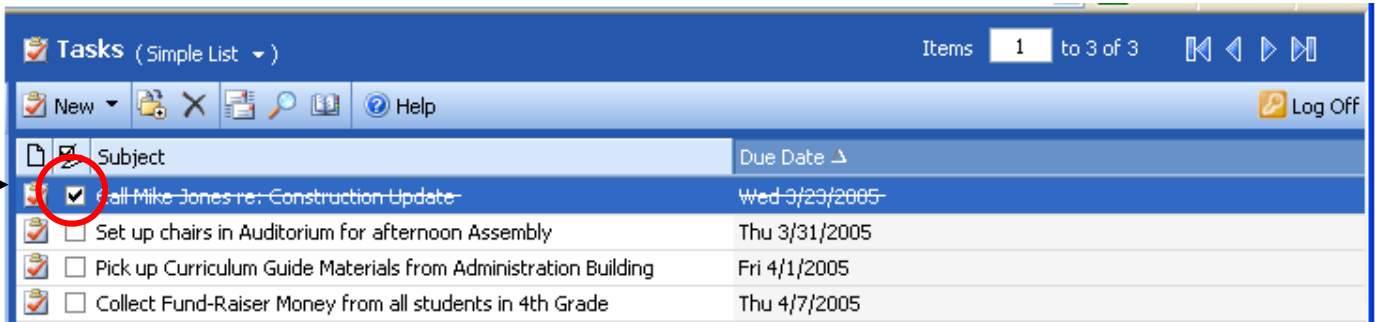 Tasks (Simple List) Items 1 to 3 of 3
New Help Log Off
Subject Due Date
Call Mike Jones re: Construction Update Wed 3/23/2005
Set up chairs in Auditorium for afternoon Assembly Thu 3/31/2005
Pick up Curriculum Guide Materials from Administration Building Fri 4/1/2005
Collect Fund-Raiser Money from all students in 4th Grade Thu 4/7/2005